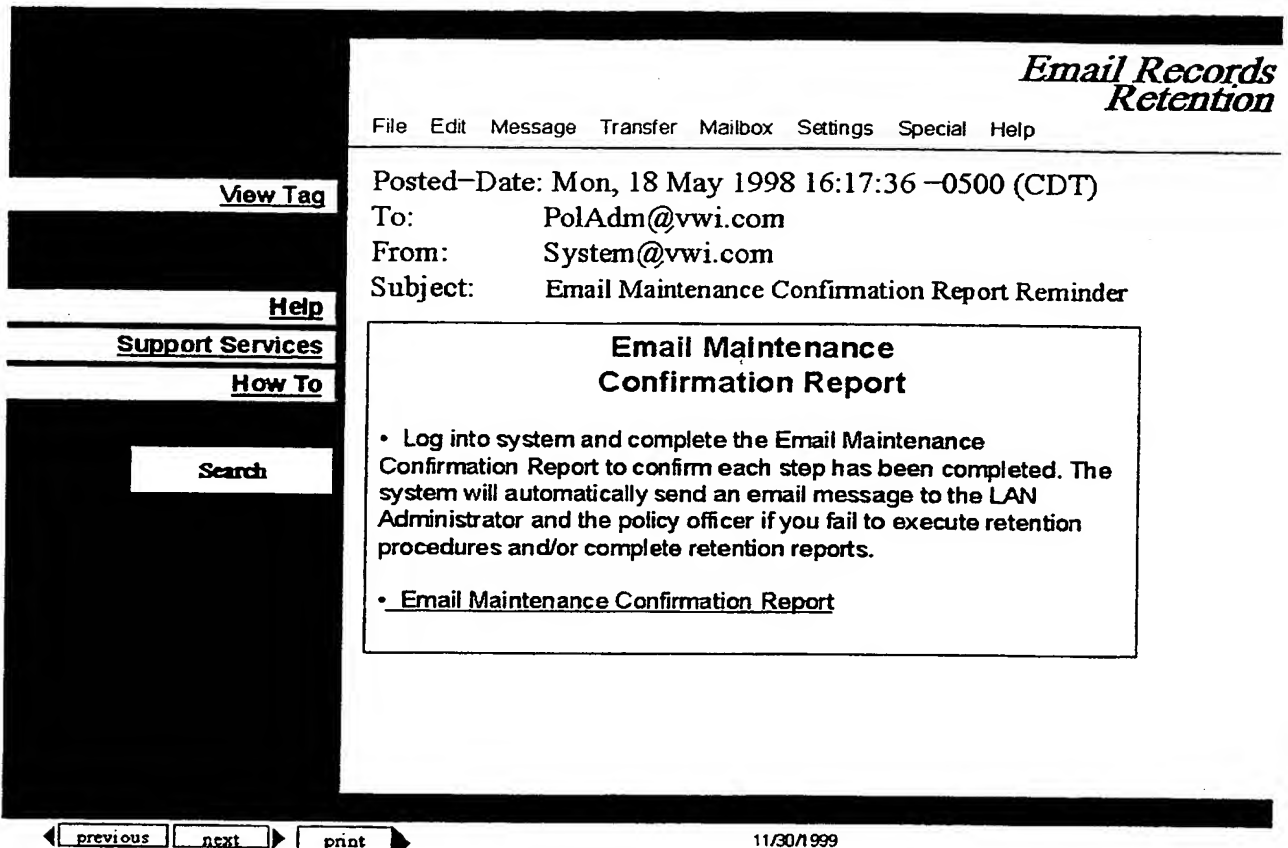 Email Records
Retention
File Edit Message Transfer Mailbox Settings Special Help
View Tag
Help
Support Services
How To
Search
Posted-Date: Mon, 18 May 1998 16:17:36 -0500 (CDT)
To: PolAdm@vwi.com
From: System@vwi.com
Subject: Email Maintenance Confirmation Report Reminder
Email Maintenance
Confirmation Report
• Log into system and complete the Email Maintenance
Confirmation Report to confirm each step has been completed. The
system will automatically send an email message to the LAN
Administrator and the policy officer if you fail to execute retention
procedures and/or complete retention reports.
• Email Maintenance Confirmation Report
previous next print
11/30/1999